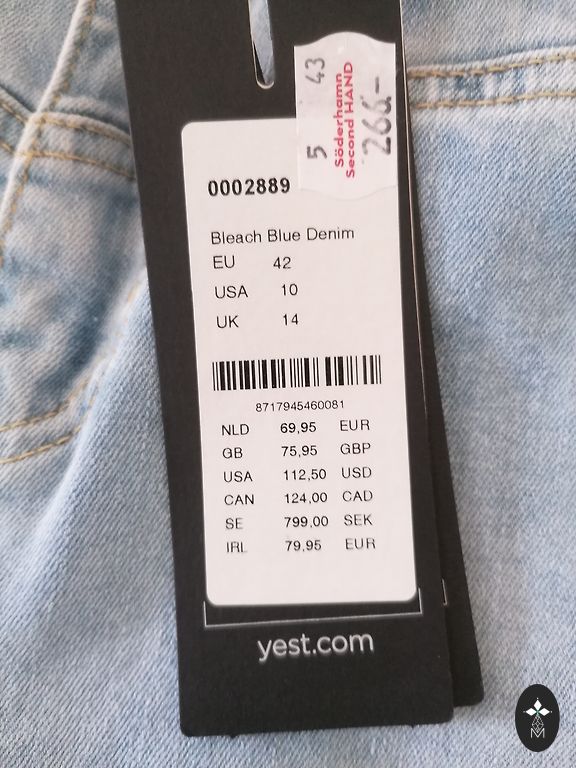 5 43
Söderhamn
Second HAND
266.-
0002889
Bleach Blue Denim
EU 42
USA 10
UK 14
8717945460081
NLD 69,95 EUR
GB 75,95 GBP
USA 112,50 USD
CAN 124,00 CAD
SE 799,00 SEK
IRL 79,95 EUR
yest.com
M